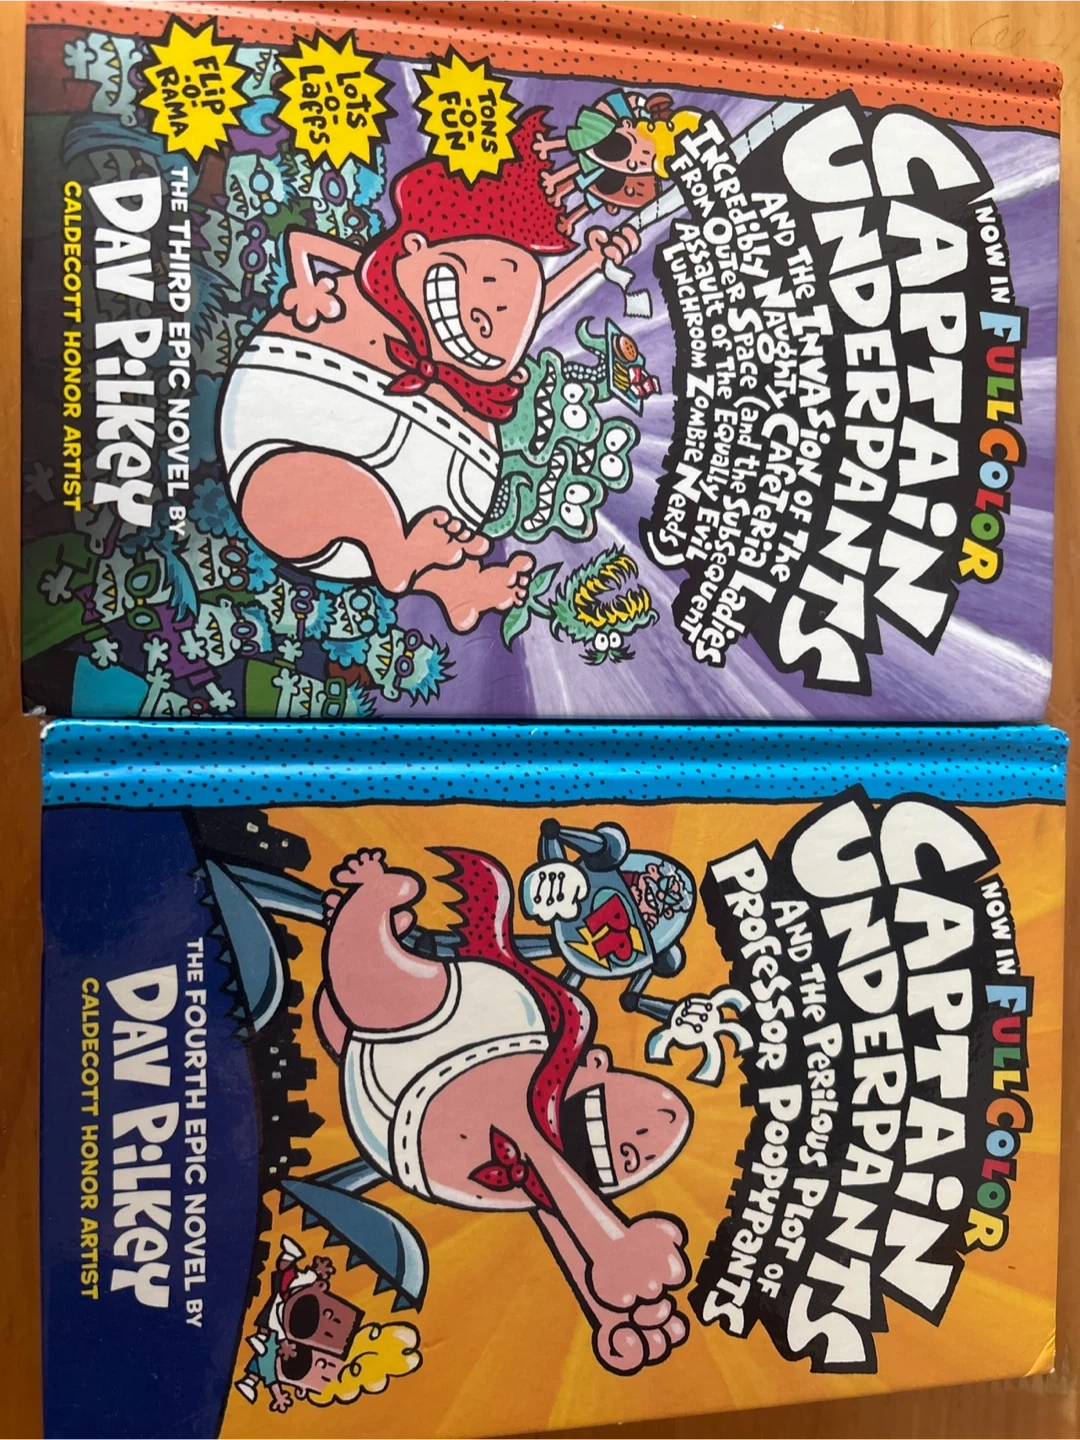 NOW IN FULL COLOR
CAPTAIN
UNDERPANTS
AND THE INVASION OF THE
INCREDIBLY NAUGHTY CAFETERIA LADIES
FROM OUTER SPACE (and the Subsequent
Assault of the Equally Evil
Lunchroom Zombie Nerds)
TONS
-O-
FUN
LOTS
-O-
LAFFS
FLIP
-O-
RAMA
THE THIRD EPIC NOVEL BY
DAV PILKEY
CALDECOTT HONOR ARTIST
NOW IN FULL COLOR
CAPTAIN
UNDERPANTS
AND THE PERILOUS PLOT OF
PROFESSOR POOPYPANTS
PP
THE FOURTH EPIC NOVEL BY
DAV PILKEY
CALDECOTT HONOR ARTIST